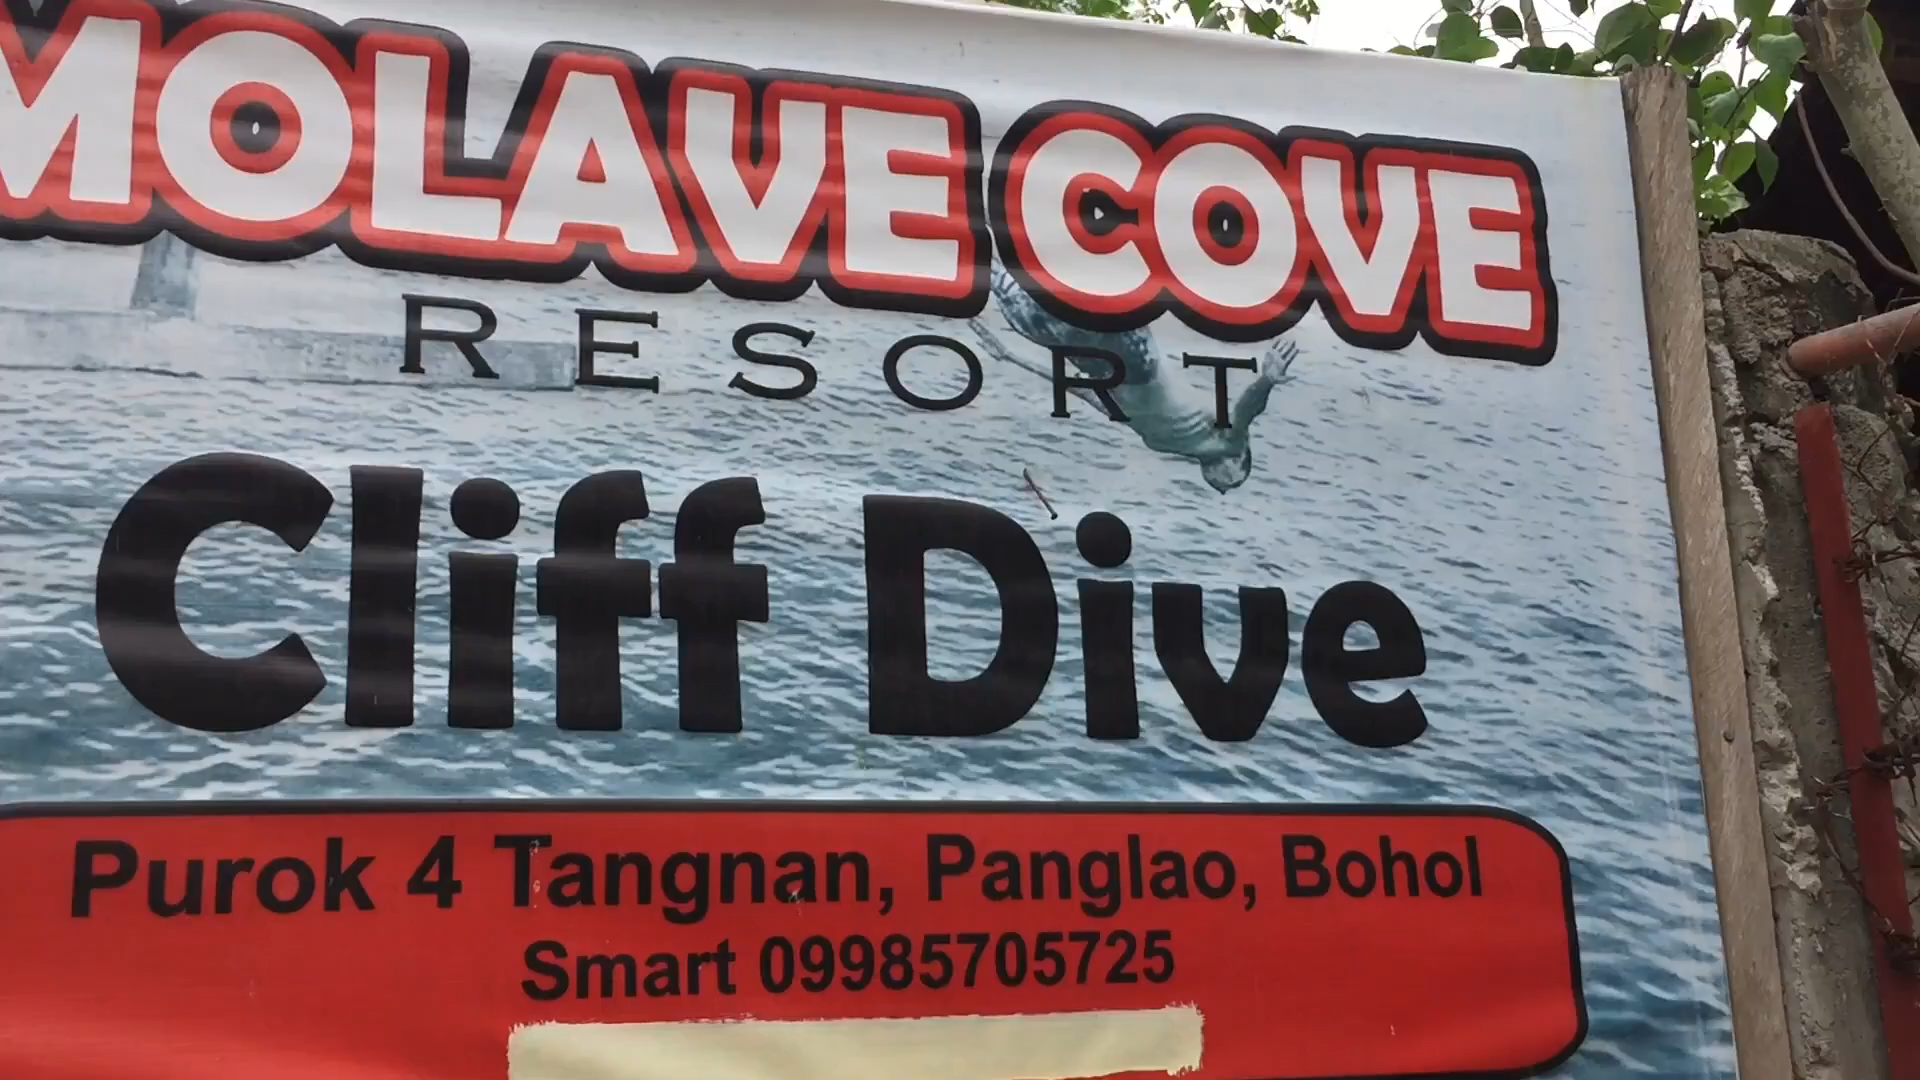 MOLAVE COVE
RESORT
Cliff Dive
Purok 4 Tangnan, Panglao, Bohol
Smart 09985705725